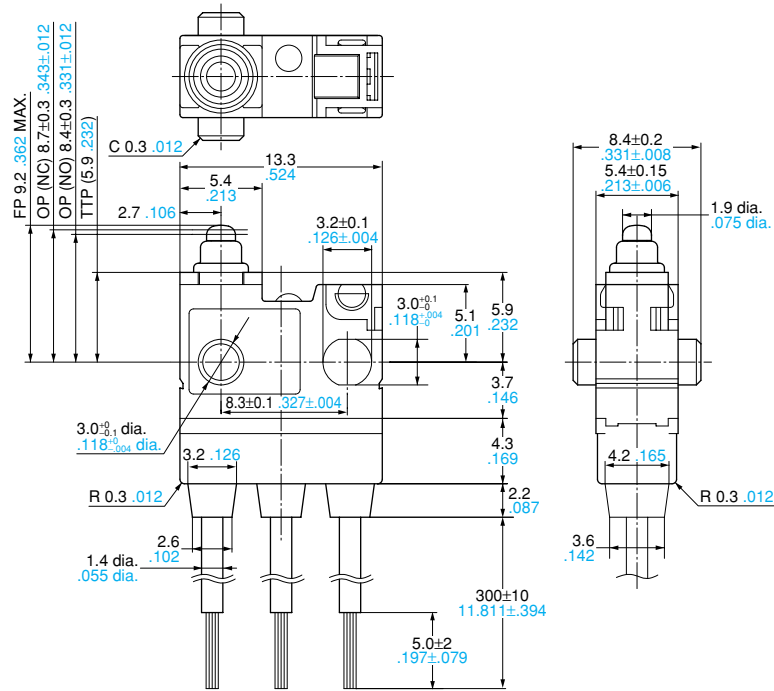 FP 9.2 .362 MAX.
OP (NC) 8.7±0.3 .343±.012
OP (NO) 8.4±0.3 .331±.012
TTP (5.9 .232)
C 0.3 .012
13.3
.524
5.4
.213
2.7 .106
3.2±0.1
.126±.004
3.0+0.1 -0
.118+.004 -0
5.1
.201
5.9
.232
3.7
.146
8.3±0.1 .327±.004
3.0+0 -0.1 dia.
.118+0 -.004 dia.
4.3
.169
3.2 .126
R 0.3 .012
2.2
.087
2.6
.102
1.4 dia.
.055 dia.
300±10
11.811±.394
5.0±2
.197±.079
8.4±0.2
.331±.008
5.4±0.15
.213±.006
1.9 dia.
.075 dia.
4.2 .165
R 0.3 .012
3.6
.142